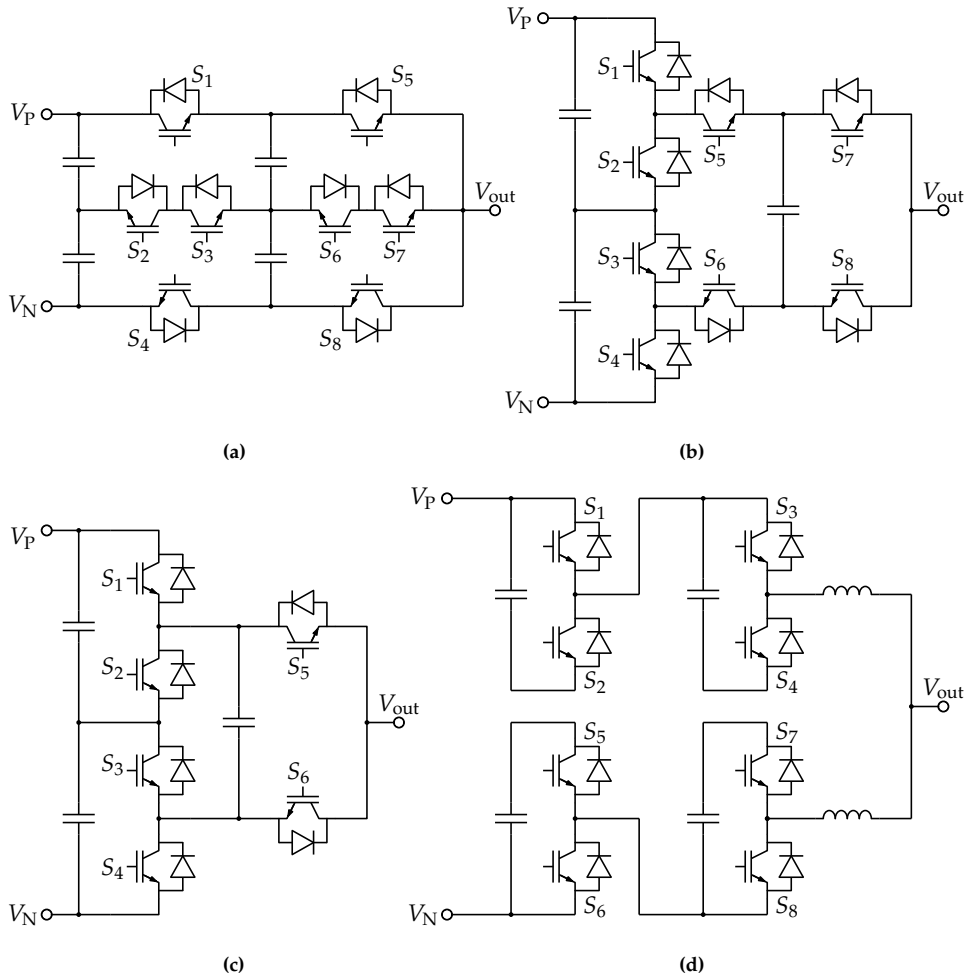 V_P
S_1
S_5
S_2
S_3
S_6
S_7
V_out
V_N
S_4
S_8
(a)
V_P
S_1
S_2
S_5
S_7
V_out
S_3
S_6
S_8
S_4
V_N
(b)
V_P
S_1
S_2
S_5
V_out
S_3
S_6
S_4
V_N
(c)
V_P
S_1
S_3
S_2
S_4
V_out
S_5
S_7
V_N
S_6
S_8
(d)